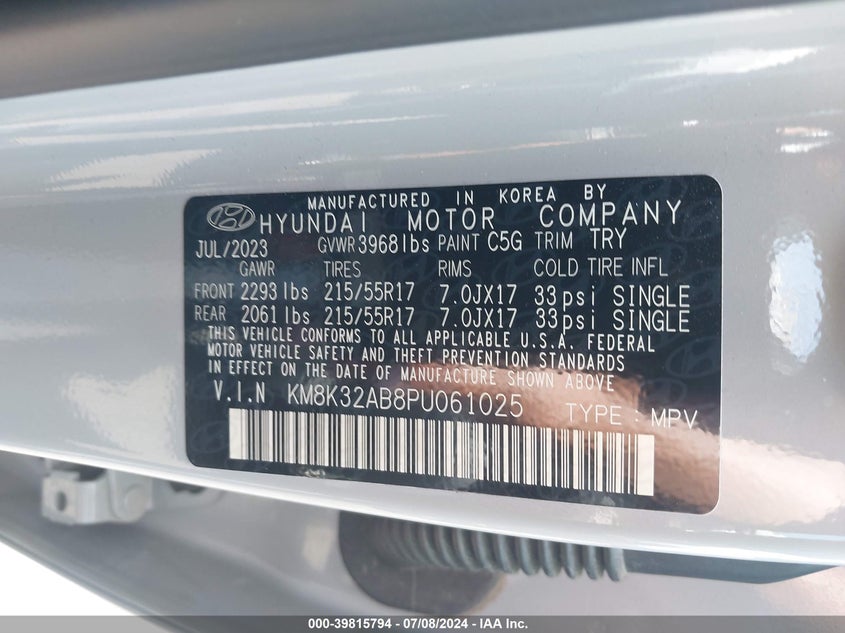 MANUFACTURED IN KOREA BY
HYUNDAI MOTOR COMPANY
JUL/2023 GVWR 3968lbs PAINT C5G TRIM TRY
GAWR TIRES RIMS COLD TIRE INFL
FRONT 2293 lbs 215/55R17 7.0JX17 33psi SINGLE
REAR 2061 lbs 215/55R17 7.0JX17 33psi SINGLE
THIS VEHICLE CONFORMS TO ALL APPLICABLE U.S.A. FEDERAL
MOTOR VEHICLE SAFETY AND THEFT PREVENTION STANDARDS
IN EFFECT ON THE DATE OF MANUFACTURE SHOWN ABOVE
V.I.N KM8K32AB8PU061025 TYPE : MPV
000-39815794 - 07/08/2024 - IAA Inc.